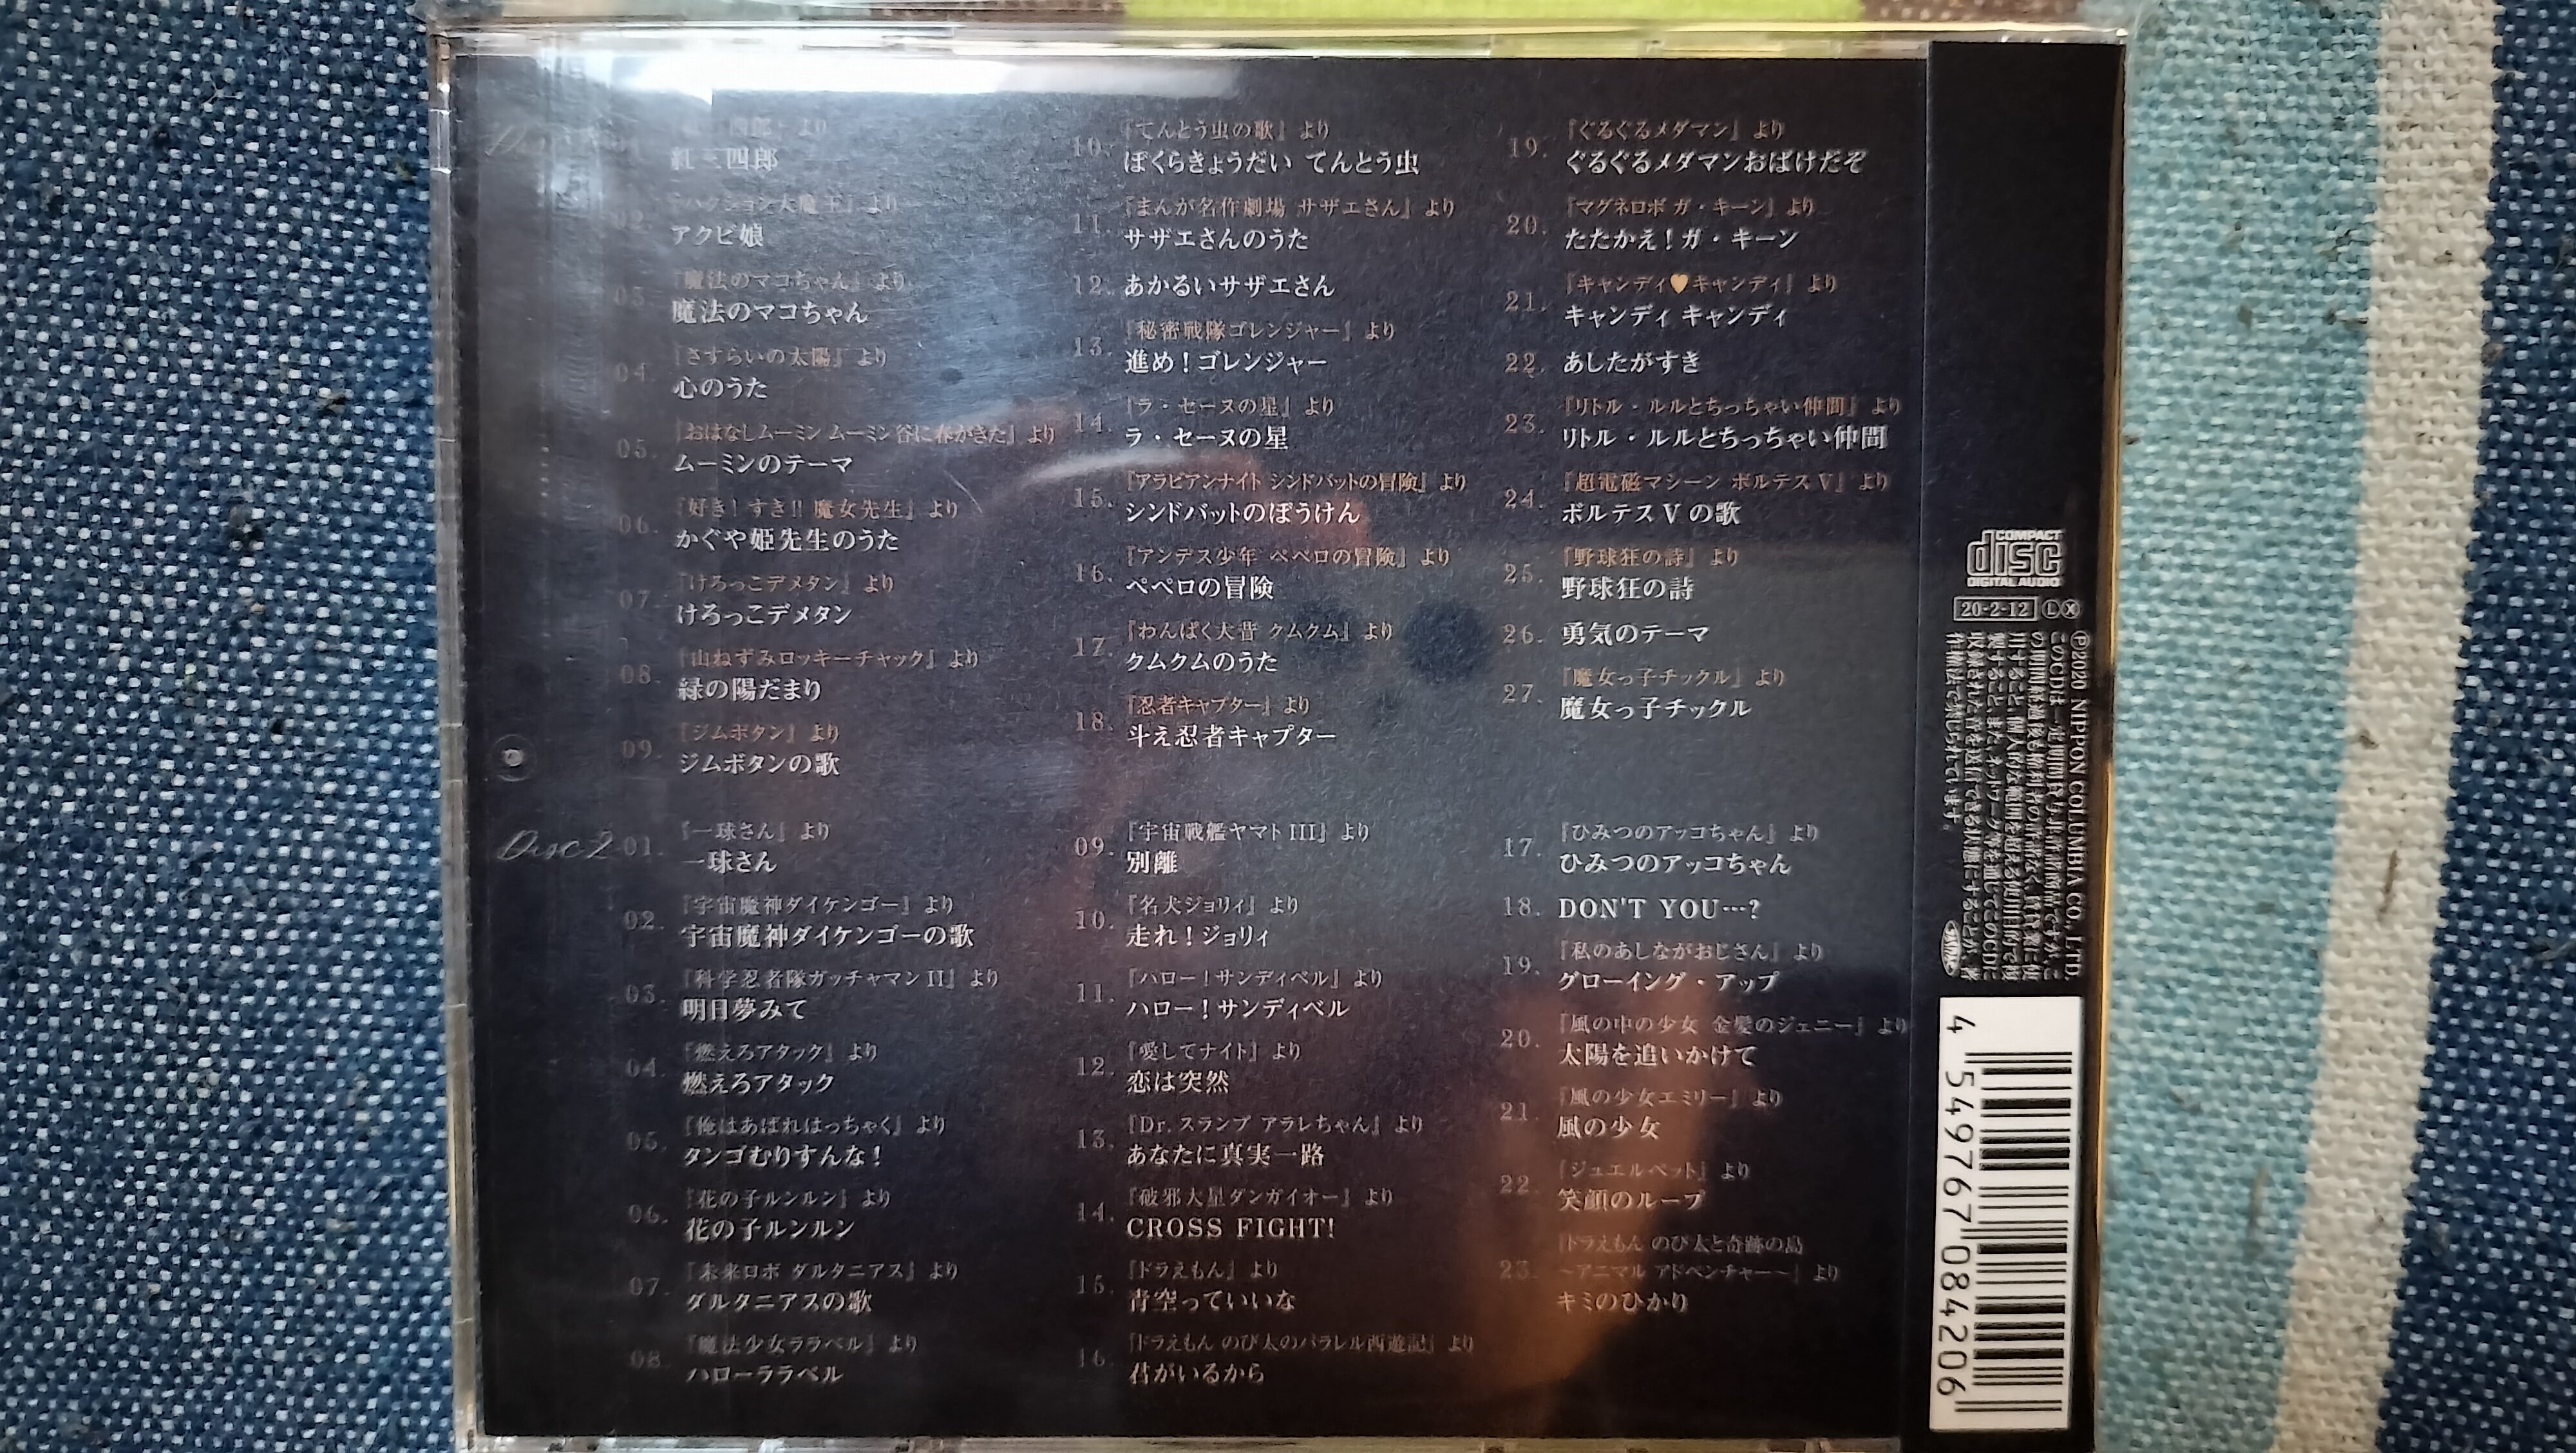 Disc 1
01.
『紅三四郎』より
紅三四郎
02.
『ハクション大魔王』より
アクビ娘
03.
『魔法のマコちゃん』より
魔法のマコちゃん
04.
『さすらいの太陽』より
心のうた
05.
『おはなしムーミン ムーミン谷に春がきた』より
ムーミンのテーマ
06.
『好き!すき!!魔女先生』より
かぐや姫先生のうた
07.
『けろっこデメタン』より
けろっこデメタン
08.
『山ねずみロッキーチャック』より
緑の陽だまり
09.
『ジムボタン』より
ジムボタンの歌
10.
『てんとう虫の歌』より
ぼくらきょうだい てんとう虫
11.
『まんが名作劇場 サザエさん』より
サザエさんのうた
12. あかるいサザエさん
13.
『秘密戦隊ゴレンジャー』より
進め!ゴレンジャー
14.
『ラ・セーヌの星』より
ラ・セーヌの星
15.
『アラビアンナイト シンドバットの冒険』より
シンドバットのぼうけん
16.
『アンデス少年 ペペロの冒険』より
ペペロの冒険
17.
『わんぱく大昔 クムクム』より
クムクムのうた
18.
『忍者キャプター』より
斗え忍者キャプター
19.
『ぐるぐるメダマン』より
ぐるぐるメダマンおばけだぞ
20.
『マグネロボ ガ・キーン』より
たたかえ!ガ・キーン
21.
『キャンディ♥キャンディ』より
キャンディ キャンディ
22. あしたがすき
23.
『リトル・ルルとちっちゃい仲間』より
リトル・ルルとちっちゃい仲間
24.
『超電磁マシーン ボルテスV』より
ボルテスVの歌
25.
『野球狂の詩』より
野球狂の詩
26. 勇気のテーマ
27.
『魔女っ子チックル』より
魔女っ子チックル
Disc 2
01.
『一球さん』より
一球さん
02.
『宇宙魔神ダイケンゴー』より
宇宙魔神ダイケンゴーの歌
03.
『科学忍者隊ガッチャマンII』より
明日夢みて
04.
『燃えろアタック』より
燃えろアタック
05.
『俺はあばれはっちゃく』より
タンゴむりすんな!
06.
『花の子ルンルン』より
花の子ルンルン
07.
『未来ロボ ダルタニアス』より
ダルタニアスの歌
08.
『魔法少女ララベル』より
ハローララベル
09.
『宇宙戦艦ヤマトIII』より
別離
10.
『名犬ジョリィ』より
走れ!ジョリィ
11.
『ハロー!サンディベル』より
ハロー!サンディベル
12.
『愛してナイト』より
恋は突然
13.
『Dr.スランプ アラレちゃん』より
あなたに真実一路
14.
『破邪大星ダンガイオー』より
CROSS FIGHT!
15.
『ドラえもん』より
青空っていいな
16.
『ドラえもん のび太のパラレル西遊記』より
君がいるから
17.
『ひみつのアッコちゃん』より
ひみつのアッコちゃん
18. DON'T YOU…?
19.
『私のあしながおじさん』より
グローイング・アップ
20.
『風の中の少女 金髪のジェニー』より
太陽を追いかけて
21.
『風の少女エミリー』より
風の少女
22.
『ジュエルペット』より
笑顔のループ
23.
『ドラえもん のび太と奇跡の島
～アニマル アドベンチャー～』より
キミのひかり
COMPACT
disc
DIGITAL AUDIO
20-2-12 Ⓛ Ⓧ
Ⓟ2020 NIPPON COLUMBIA CO., LTD.
4 549767 084206